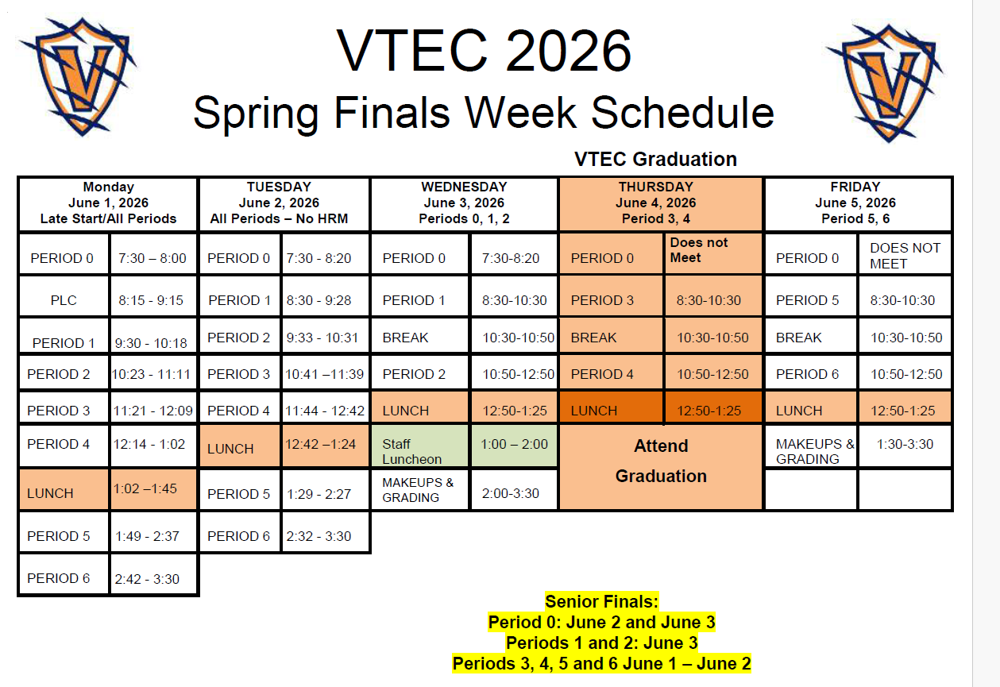 VTEC 2026
Spring Finals Week Schedule
VTEC Graduation
Monday
June 1, 2026
Late Start/All Periods
TUESDAY
June 2, 2026
All Periods – No HRM
WEDNESDAY
June 3, 2026
Periods 0, 1, 2
THURSDAY
June 4, 2026
Period 3, 4
FRIDAY
June 5, 2026
Period 5, 6
PERIOD 0 7:30 – 8:00 PERIOD 0 7:30 - 8:20 PERIOD 0 7:30-8:20 PERIOD 0 Does not Meet PERIOD 0 DOES NOT MEET
PLC 8:15 - 9:15 PERIOD 1 8:30 - 9:28 PERIOD 1 8:30-10:30 PERIOD 3 8:30-10:30 PERIOD 5 8:30-10:30
PERIOD 1 9:30 - 10:18 PERIOD 2 9:33 - 10:31 BREAK 10:30-10:50 BREAK 10:30-10:50 BREAK 10:30-10:50
PERIOD 2 10:23 - 11:11 PERIOD 3 10:41 –11:39 PERIOD 2 10:50-12:50 PERIOD 4 10:50-12:50 PERIOD 6 10:50-12:50
PERIOD 3 11:21 - 12:09 PERIOD 4 11:44 - 12:42 LUNCH 12:50-1:25 LUNCH 12:50-1:25 LUNCH 12:50-1:25
PERIOD 4 12:14 - 1:02 LUNCH 12:42 –1:24 Staff Luncheon 1:00 – 2:00 Attend Graduation MAKEUPS & GRADING 1:30-3:30
LUNCH 1:02 –1:45 PERIOD 5 1:29 - 2:27 MAKEUPS & GRADING 2:00-3:30
PERIOD 5 1:49 - 2:37 PERIOD 6 2:32 - 3:30
PERIOD 6 2:42 - 3:30
Senior Finals:
Period 0: June 2 and June 3
Periods 1 and 2: June 3
Periods 3, 4, 5 and 6 June 1 – June 2